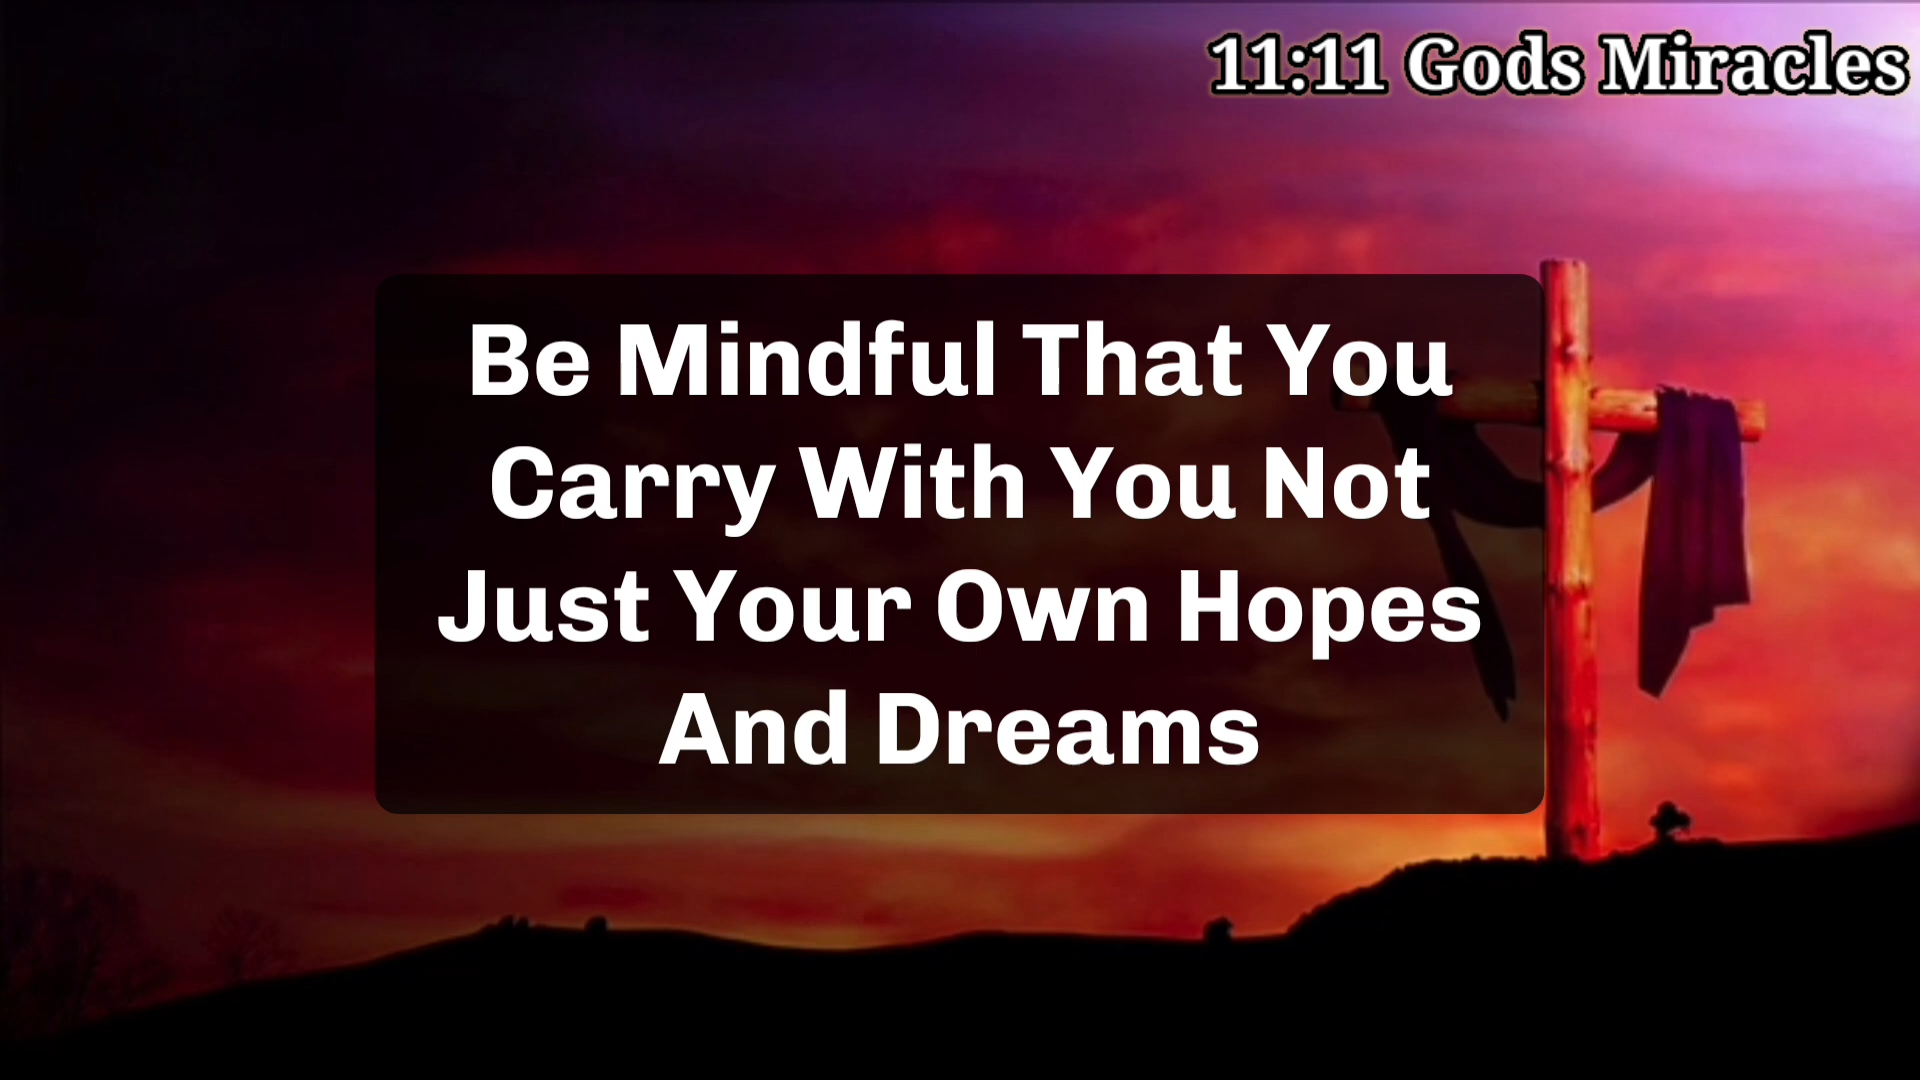 11:11 Gods Miracles
Be Mindful That You
Carry With You Not
Just Your Own Hopes
And Dreams